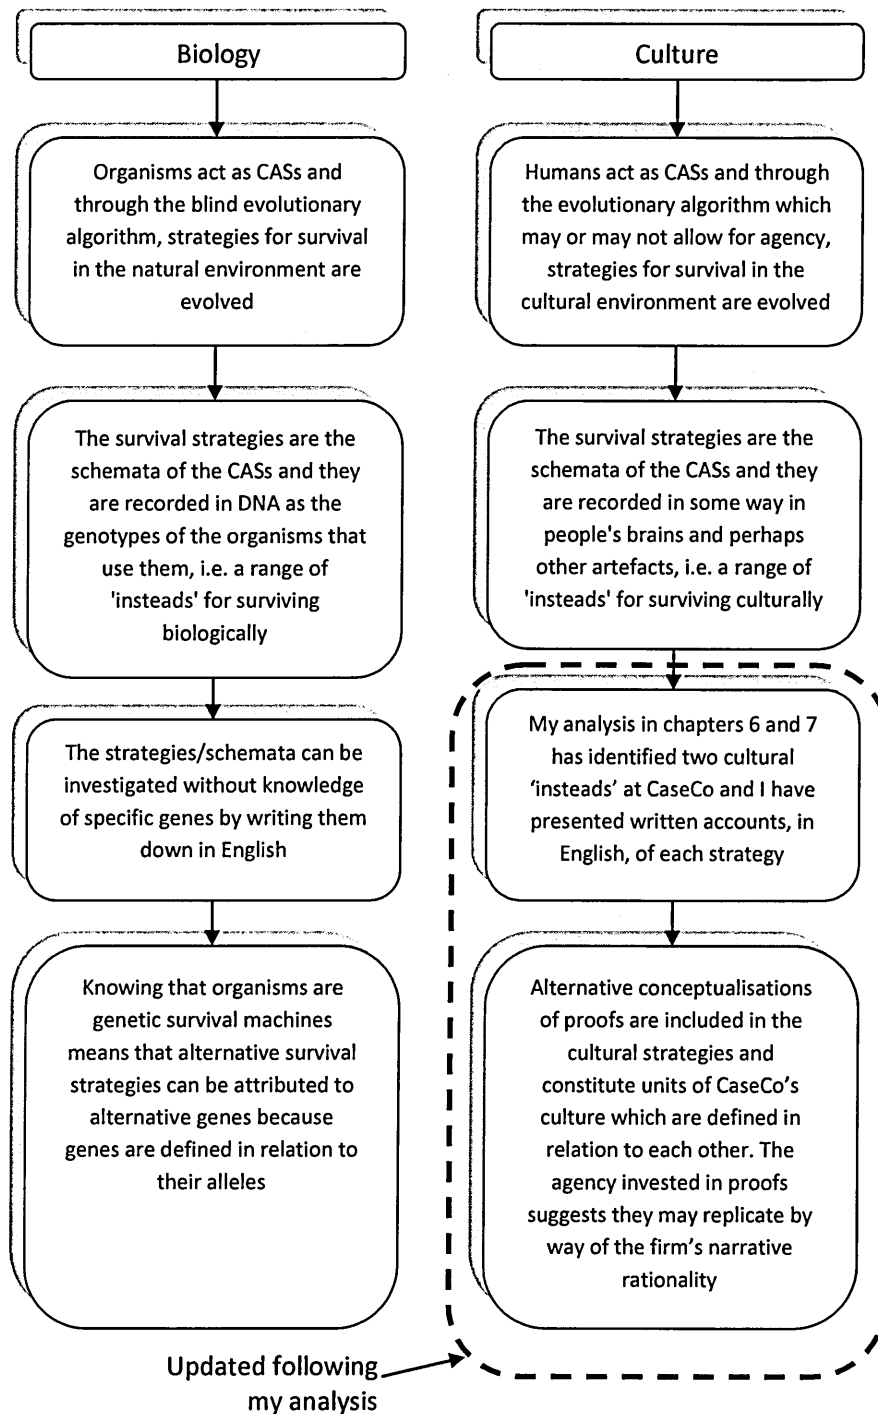 Biology
Organisms act as CASs and
through the blind evolutionary
algorithm, strategies for survival
in the natural environment are
evolved
The survival strategies are the
schemata of the CASs and they
are recorded in DNA as the
genotypes of the organisms that
use them, i.e. a range of
'insteads' for surviving
biologically
The strategies/schemata can be
investigated without knowledge
of specific genes by writing them
down in English
Knowing that organisms are
genetic survival machines
means that alternative survival
strategies can be attributed to
alternative genes because
genes are defined in relation to
their alleles
Culture
Humans act as CASs and through
the evolutionary algorithm which
may or may not allow for agency,
strategies for survival in the
cultural environment are evolved
The survival strategies are the
schemata of the CASs and they
are recorded in some way in
people's brains and perhaps
other artefacts, i.e. a range of
'insteads' for surviving culturally
My analysis in chapters 6 and 7
has identified two cultural
‘insteads’ at CaseCo and I have
presented written accounts, in
English, of each strategy
Alternative conceptualisations
of proofs are included in the
cultural strategies and
constitute units of CaseCo’s
culture which are defined in
relation to each other. The
agency invested in proofs
suggests they may replicate by
way of the firm’s narrative
rationality
Updated following
my analysis